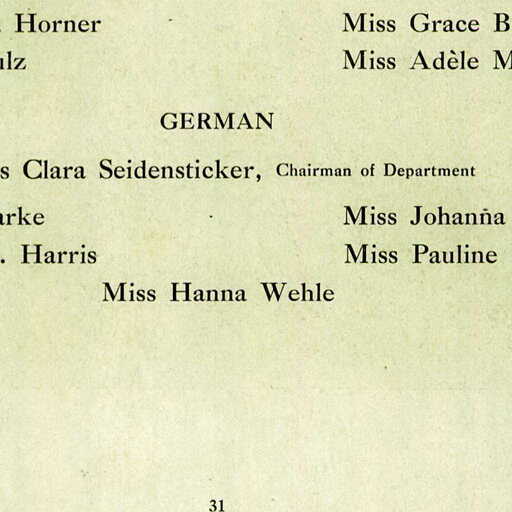 Horner Miss Grace B
ulz Miss Adèle M
GERMAN
s Clara Seidensticker, Chairman of Department
arke Miss Johanna
. Harris Miss Pauline
Miss Hanna Wehle
31